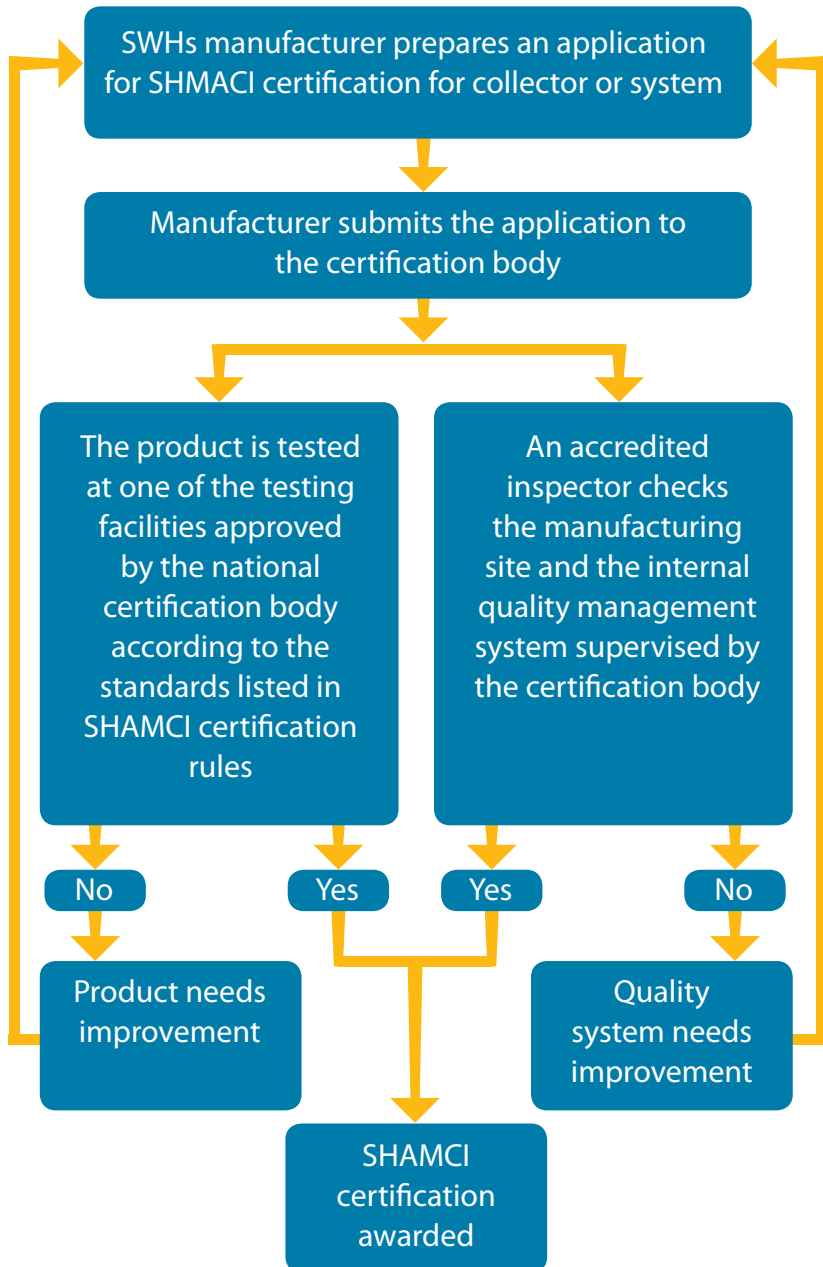 SWHs manufacturer prepares an application
for SHMACI certification for collector or system
Manufacturer submits the application to
the certification body
The product is tested
at one of the testing
facilities approved
by the national
certification body
according to the
standards listed in
SHAMCI certification
rules
An accredited
inspector checks
the manufacturing
site and the internal
quality management
system supervised by
the certification body
No
Yes
Yes
No
Product needs
improvement
Quality
system needs
improvement
SHAMCI
certification
awarded